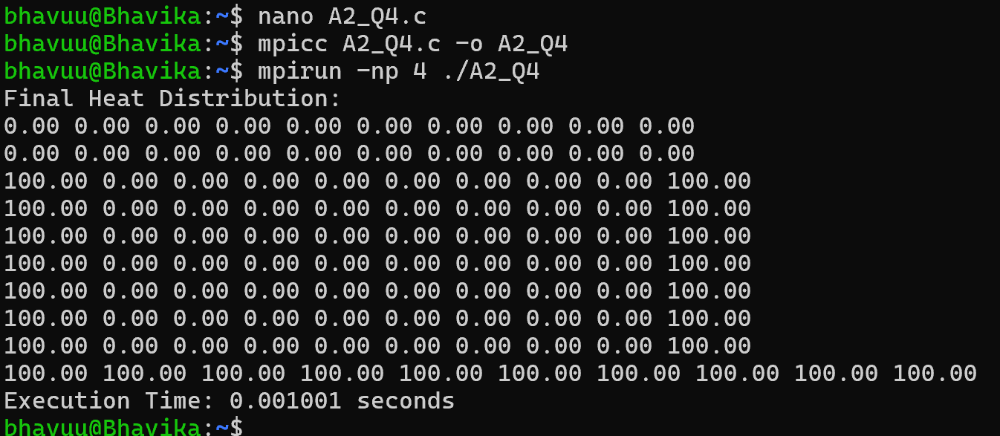 bhavuu@Bhavika:~$ nano A2_Q4.c
bhavuu@Bhavika:~$ mpicc A2_Q4.c -o A2_Q4
bhavuu@Bhavika:~$ mpirun -np 4 ./A2_Q4
Final Heat Distribution:
0.00 0.00 0.00 0.00 0.00 0.00 0.00 0.00 0.00 0.00
0.00 0.00 0.00 0.00 0.00 0.00 0.00 0.00 0.00 0.00
100.00 0.00 0.00 0.00 0.00 0.00 0.00 0.00 0.00 100.00
100.00 0.00 0.00 0.00 0.00 0.00 0.00 0.00 0.00 100.00
100.00 0.00 0.00 0.00 0.00 0.00 0.00 0.00 0.00 100.00
100.00 0.00 0.00 0.00 0.00 0.00 0.00 0.00 0.00 100.00
100.00 0.00 0.00 0.00 0.00 0.00 0.00 0.00 0.00 100.00
100.00 0.00 0.00 0.00 0.00 0.00 0.00 0.00 0.00 100.00
100.00 0.00 0.00 0.00 0.00 0.00 0.00 0.00 0.00 100.00
100.00 100.00 100.00 100.00 100.00 100.00 100.00 100.00 100.00 100.00
Execution Time: 0.001001 seconds
bhavuu@Bhavika:~$